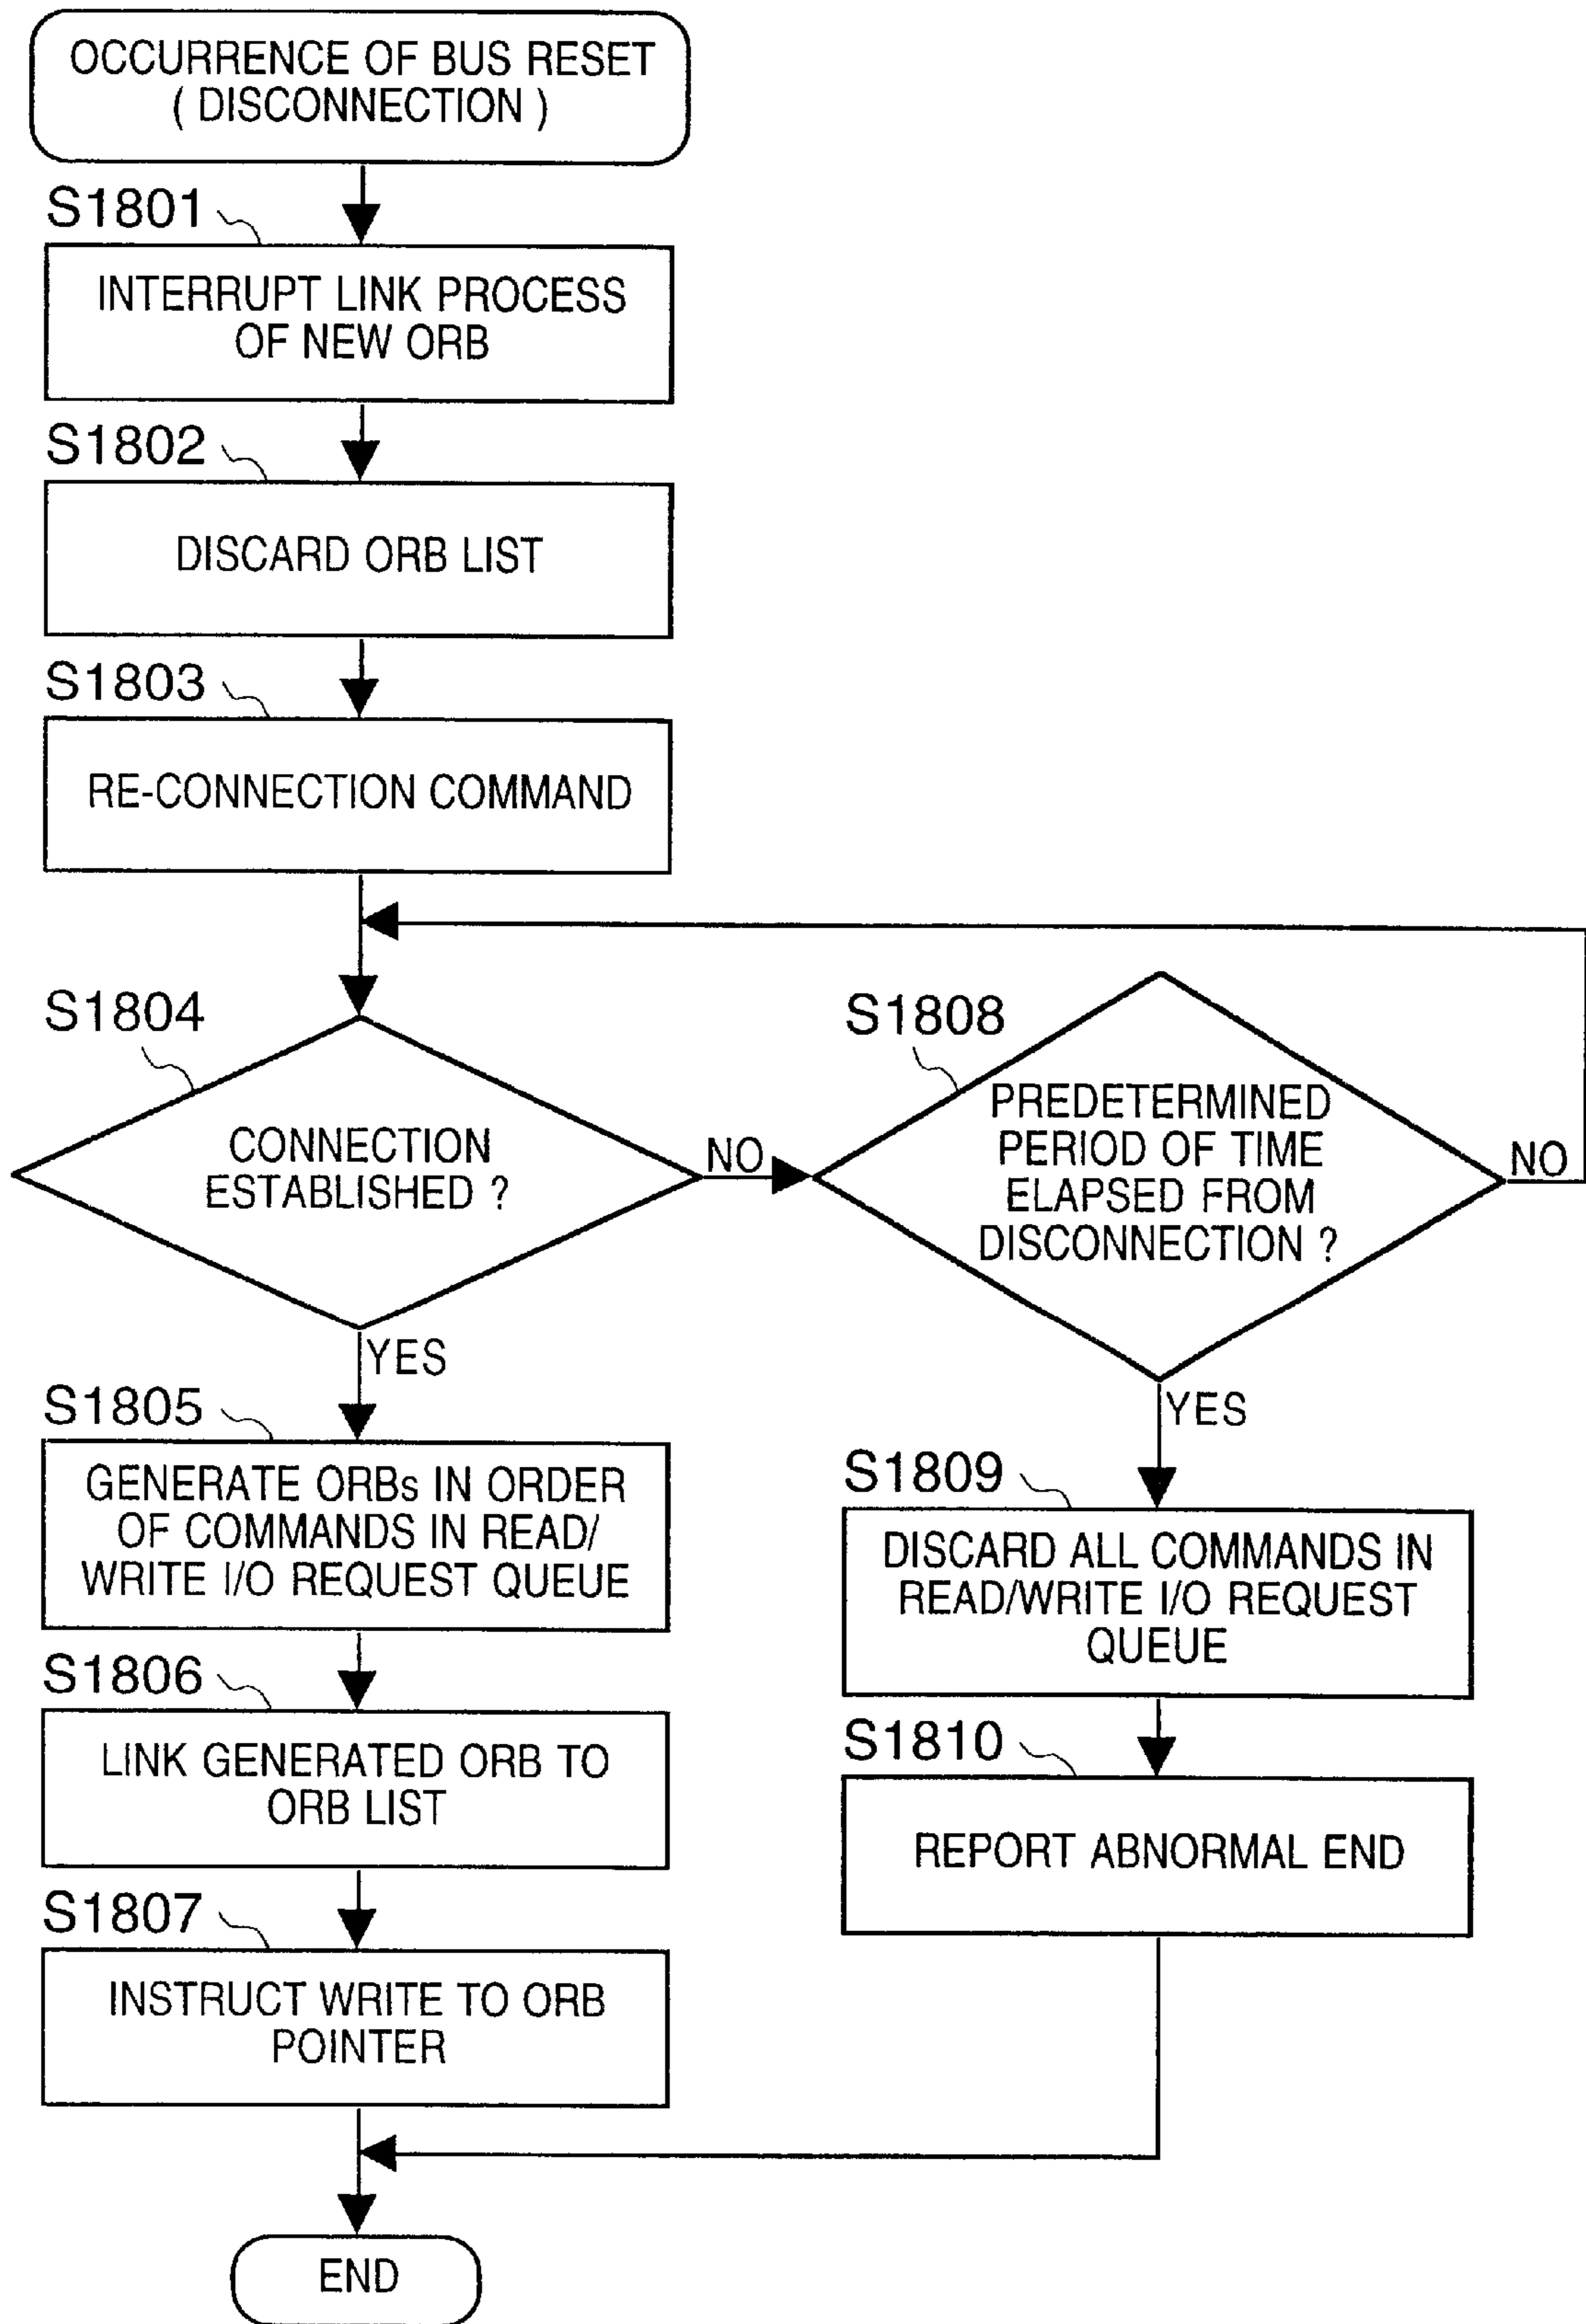 OCCURRENCE OF BUS RESET
( DISCONNECTION )
S1801
INTERRUPT LINK PROCESS
OF NEW ORB
S1802
DISCARD ORB LIST
S1803
RE-CONNECTION COMMAND
S1804
CONNECTION
ESTABLISHED ?
NO
YES
S1808
PREDETERMINED
PERIOD OF TIME
ELAPSED FROM
DISCONNECTION ?
NO
YES
S1805
GENERATE ORBs IN ORDER
OF COMMANDS IN READ/
WRITE I/O REQUEST QUEUE
S1806
LINK GENERATED ORB TO
ORB LIST
S1807
INSTRUCT WRITE TO ORB
POINTER
S1809
DISCARD ALL COMMANDS IN
READ/WRITE I/O REQUEST
QUEUE
S1810
REPORT ABNORMAL END
END